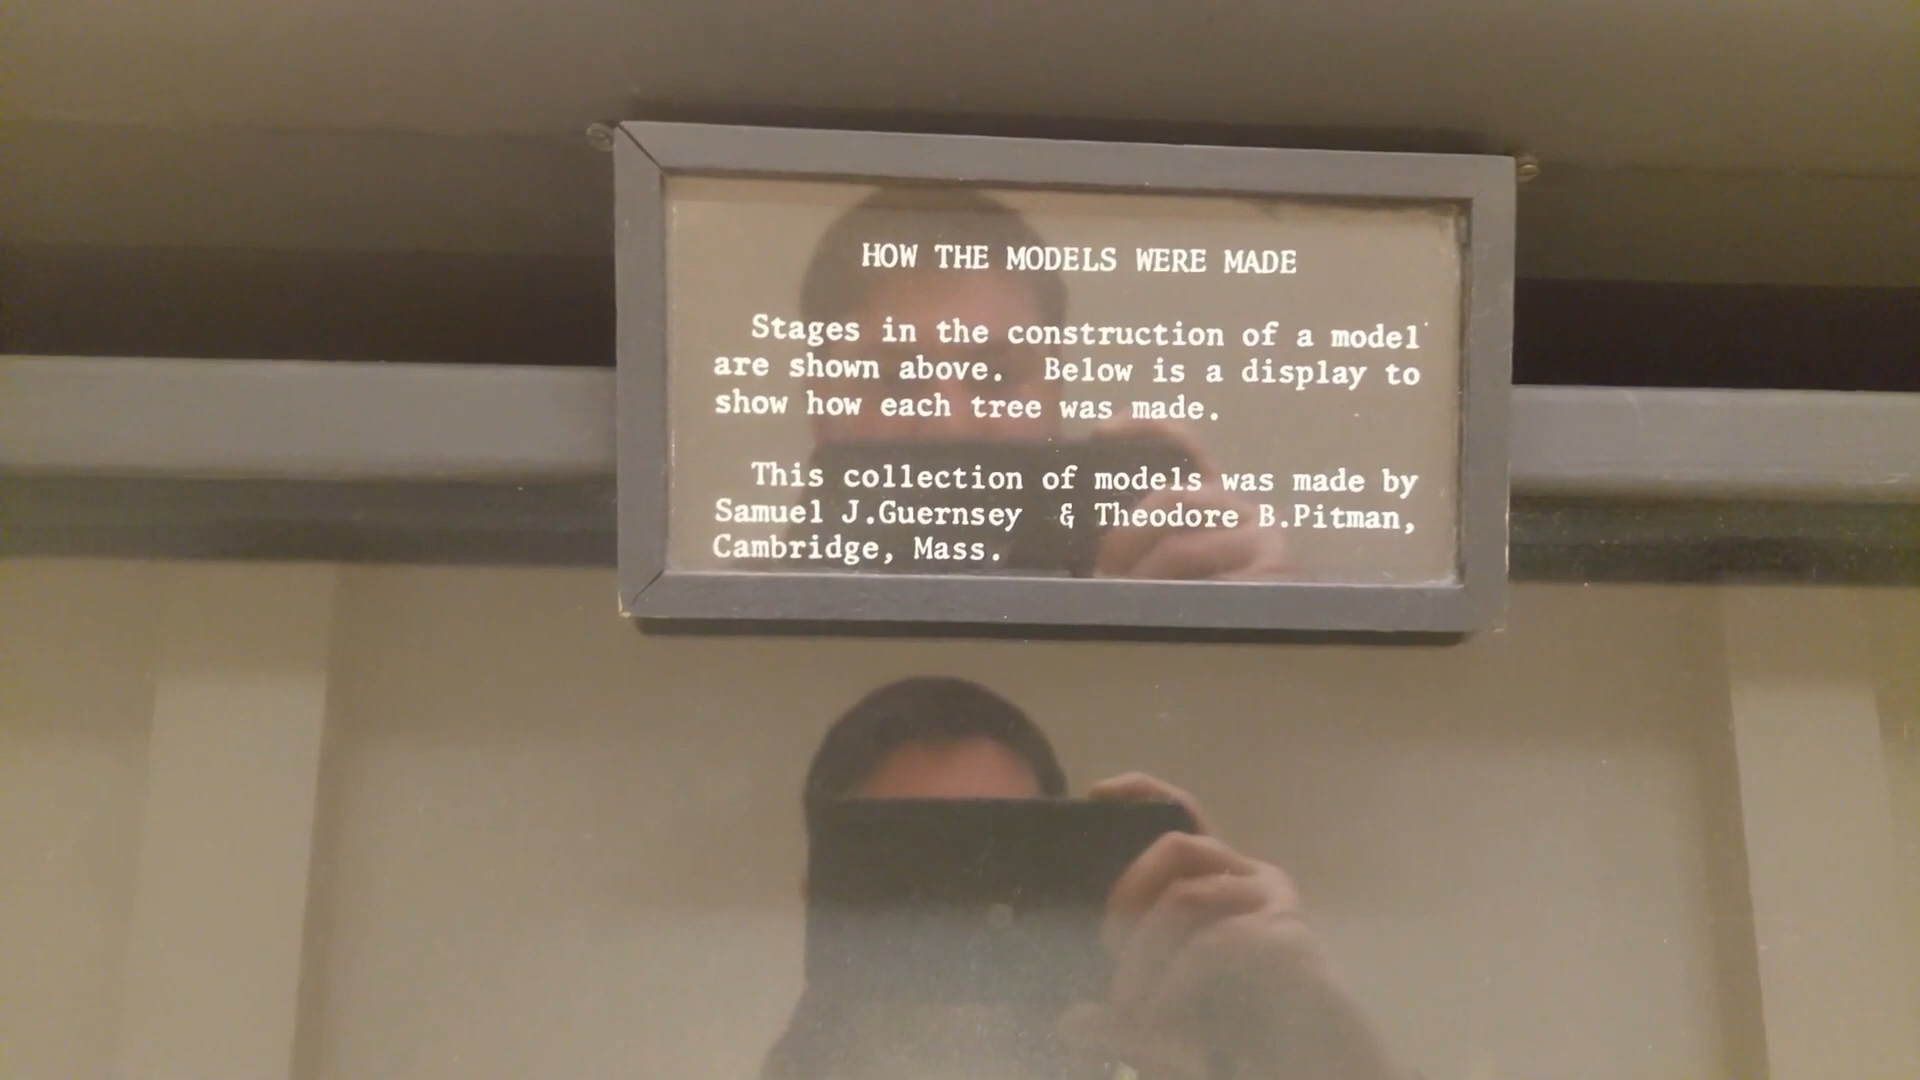 HOW THE MODELS WERE MADE
Stages in the construction of a model
are shown above. Below is a display to
show how each tree was made.
This collection of models was made by
Samuel J.Guernsey & Theodore B.Pitman,
Cambridge, Mass.